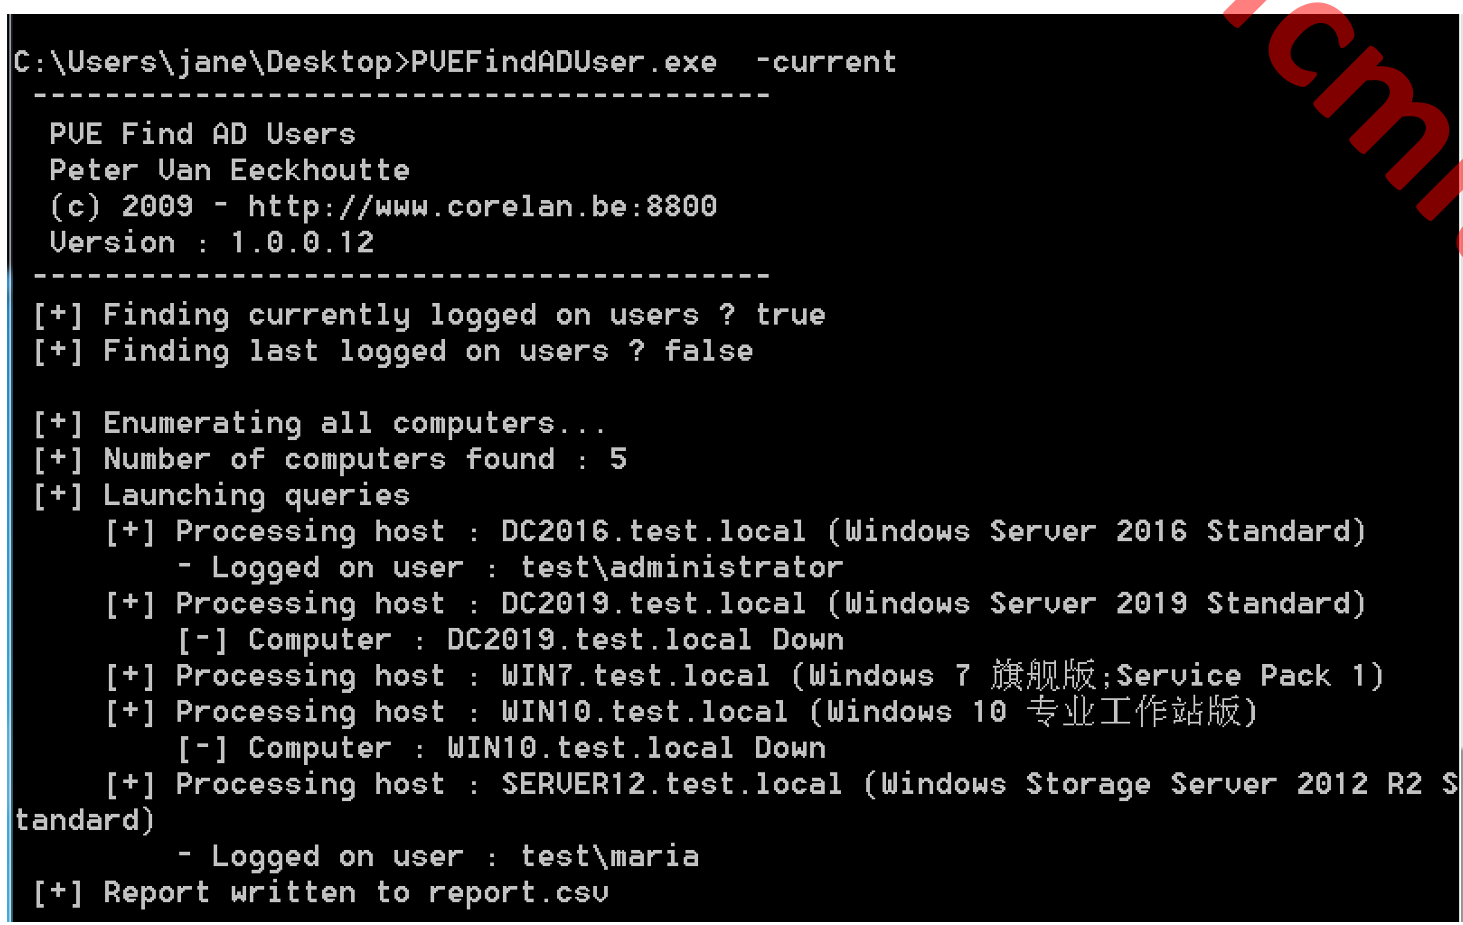 C:\Users\jane\Desktop>PVEFindADUser.exe  -current
-----------------------------------------
PVE Find AD Users
Peter Van Eeckhoutte
(c) 2009 - http://www.corelan.be:8800
Version : 1.0.0.12
-----------------------------------------
[+] Finding currently logged on users ? true
[+] Finding last logged on users ? false
[+] Enumerating all computers...
[+] Number of computers found : 5
[+] Launching queries
[+] Processing host : DC2016.test.local (Windows Server 2016 Standard)
- Logged on user : test\administrator
[+] Processing host : DC2019.test.local (Windows Server 2019 Standard)
[-] Computer : DC2019.test.local Down
[+] Processing host : WIN7.test.local (Windows 7 旗舰版;Service Pack 1)
[+] Processing host : WIN10.test.local (Windows 10 专业工作站版)
[-] Computer : WIN10.test.local Down
[+] Processing host : SERVER12.test.local (Windows Storage Server 2012 R2 S
tandard)
- Logged on user : test\maria
[+] Report written to report.csv